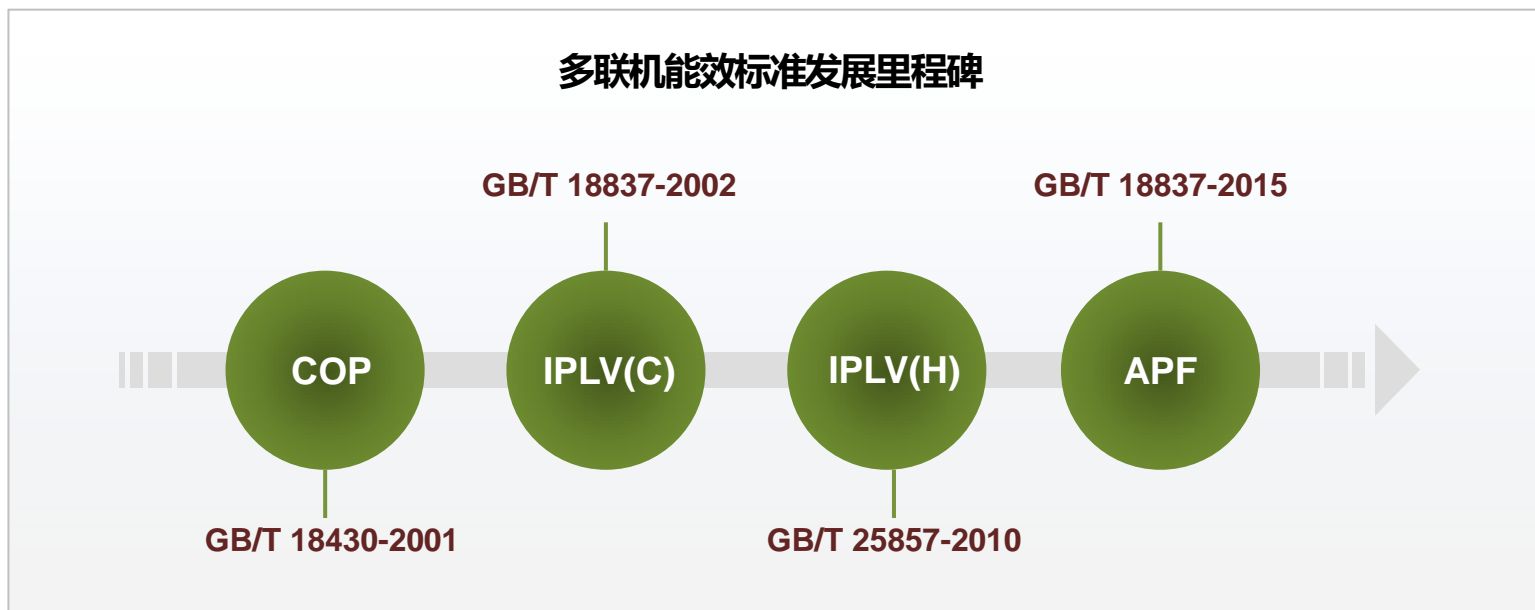 多联机能效标准发展里程碑
GB/T 18837-2002
GB/T 18837-2015
COP
IPLV(C)
IPLV(H)
APF
GB/T 18430-2001
GB/T 25857-2010